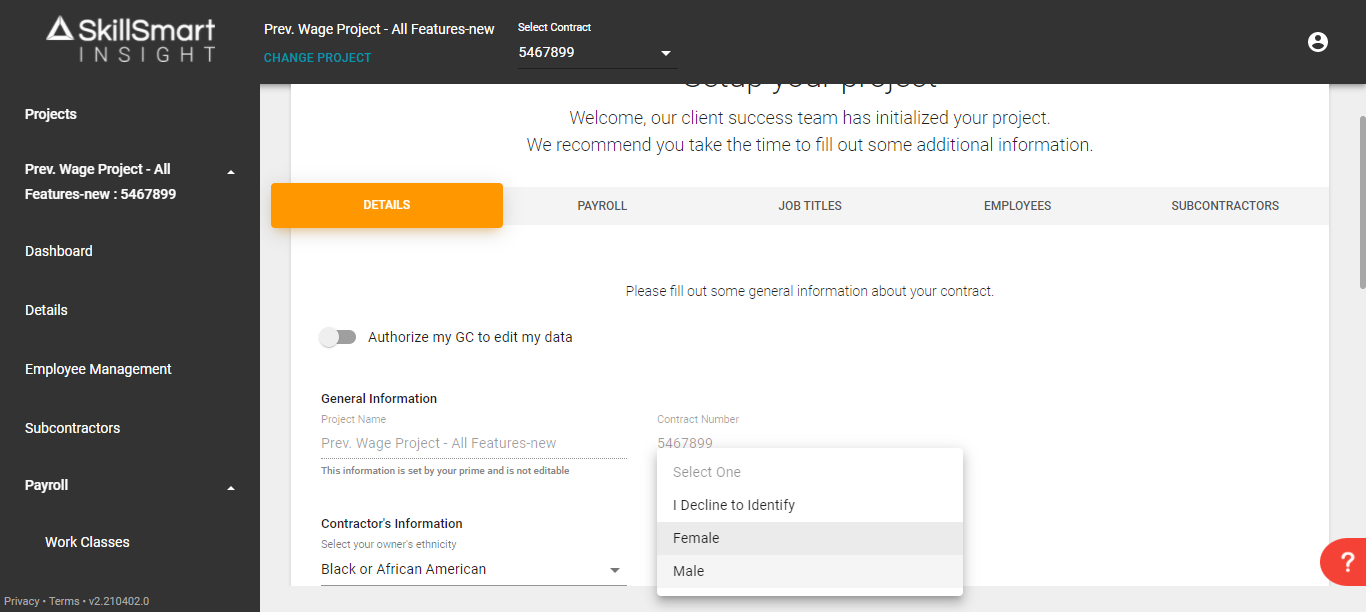 SkillSmart
INSIGHT
Prev. Wage Project - All Features-new
CHANGE PROJECT
Select Contract
5467899
Projects
Prev. Wage Project - All
Features-new : 5467899
Dashboard
Details
Employee Management
Subcontractors
Payroll
Work Classes
Privacy • Terms • v2.210402.0
Setup your project
Welcome, our client success team has initialized your project.
We recommend you take the time to fill out some additional information.
DETAILS
PAYROLL
JOB TITLES
EMPLOYEES
SUBCONTRACTORS
Please fill out some general information about your contract.
Authorize my GC to edit my data
General Information
Project Name
Prev. Wage Project - All Features-new
This information is set by your prime and is not editable
Contract Number
5467899
Contractor's Information
Select your owner's ethnicity
Black or African American
Select One
I Decline to Identify
Female
Male
?